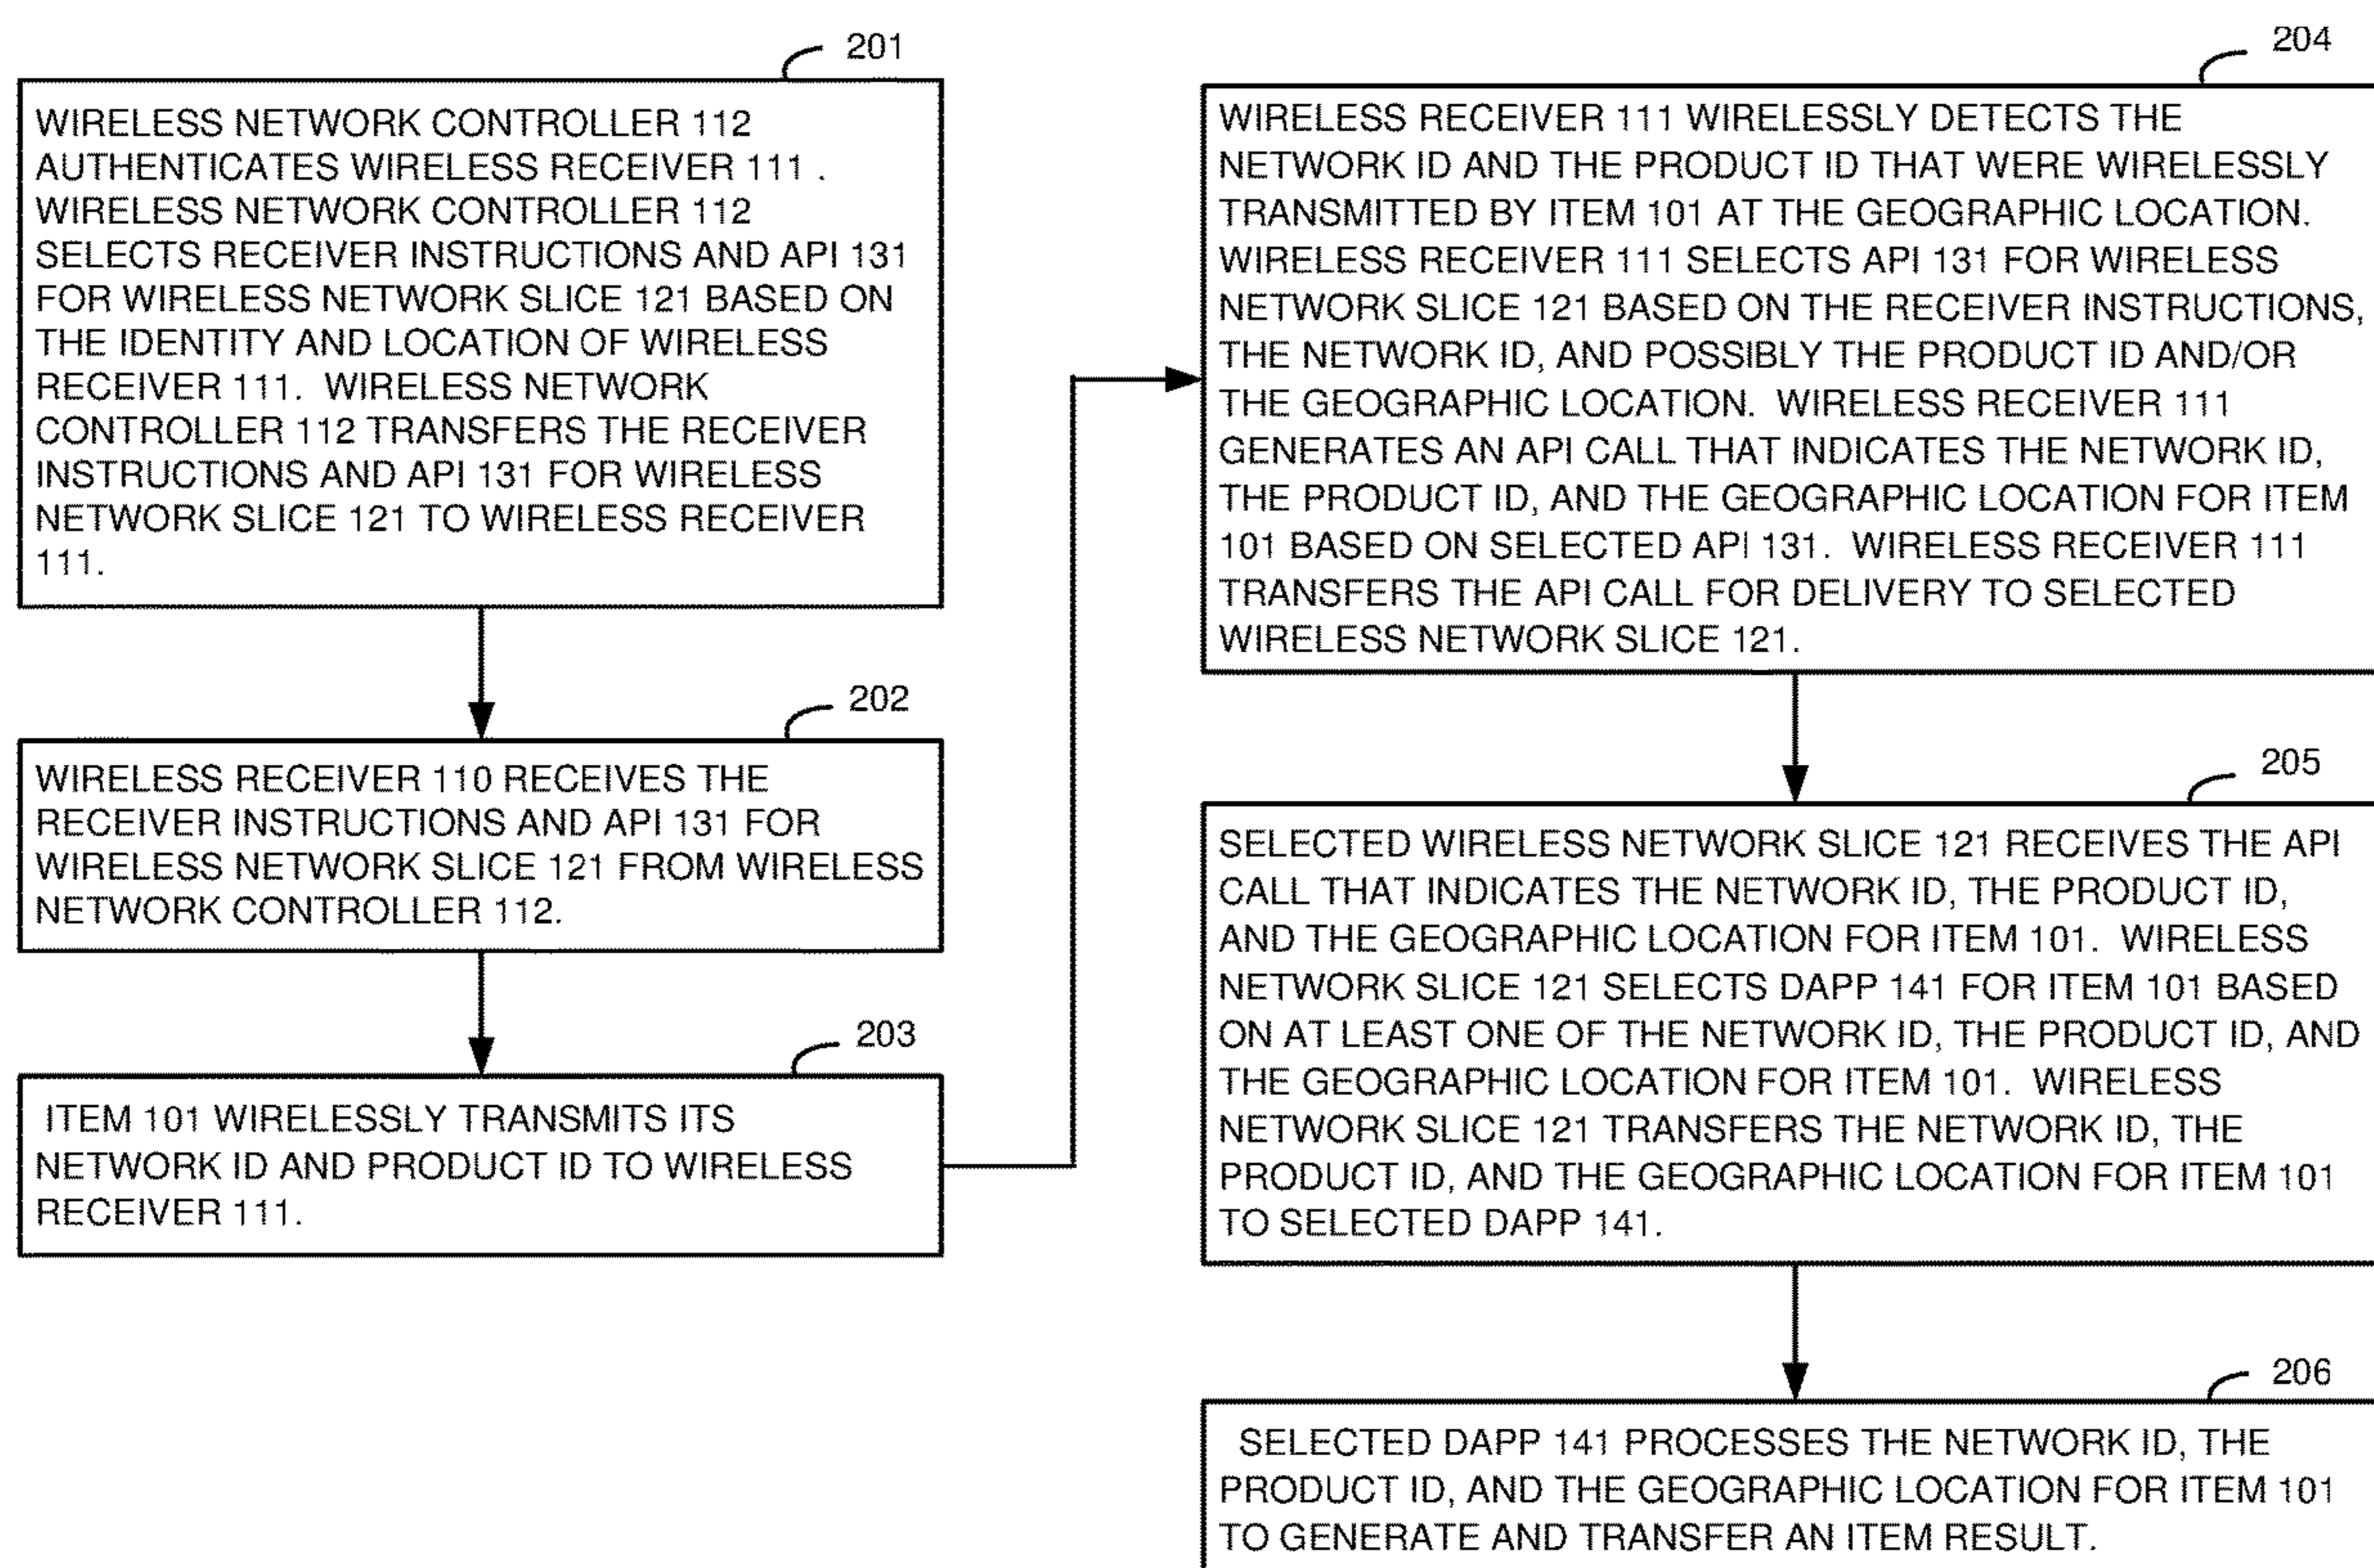 201
WIRELESS NETWORK CONTROLLER 112
AUTHENTICATES WIRELESS RECEIVER 111 .
WIRELESS NETWORK CONTROLLER 112
SELECTS RECEIVER INSTRUCTIONS AND API 131
FOR WIRELESS NETWORK SLICE 121 BASED ON
THE IDENTITY AND LOCATION OF WIRELESS
RECEIVER 111. WIRELESS NETWORK
CONTROLLER 112 TRANSFERS THE RECEIVER
INSTRUCTIONS AND API 131 FOR WIRELESS
NETWORK SLICE 121 TO WIRELESS RECEIVER
111.
202
WIRELESS RECEIVER 110 RECEIVES THE
RECEIVER INSTRUCTIONS AND API 131 FOR
WIRELESS NETWORK SLICE 121 FROM WIRELESS
NETWORK CONTROLLER 112.
203
ITEM 101 WIRELESSLY TRANSMITS ITS
NETWORK ID AND PRODUCT ID TO WIRELESS
RECEIVER 111.
204
WIRELESS RECEIVER 111 WIRELESSLY DETECTS THE
NETWORK ID AND THE PRODUCT ID THAT WERE WIRELESSLY
TRANSMITTED BY ITEM 101 AT THE GEOGRAPHIC LOCATION.
WIRELESS RECEIVER 111 SELECTS API 131 FOR WIRELESS
NETWORK SLICE 121 BASED ON THE RECEIVER INSTRUCTIONS,
THE NETWORK ID, AND POSSIBLY THE PRODUCT ID AND/OR
THE GEOGRAPHIC LOCATION. WIRELESS RECEIVER 111
GENERATES AN API CALL THAT INDICATES THE NETWORK ID,
THE PRODUCT ID, AND THE GEOGRAPHIC LOCATION FOR ITEM
101 BASED ON SELECTED API 131. WIRELESS RECEIVER 111
TRANSFERS THE API CALL FOR DELIVERY TO SELECTED
WIRELESS NETWORK SLICE 121.
205
SELECTED WIRELESS NETWORK SLICE 121 RECEIVES THE API
CALL THAT INDICATES THE NETWORK ID, THE PRODUCT ID,
AND THE GEOGRAPHIC LOCATION FOR ITEM 101. WIRELESS
NETWORK SLICE 121 SELECTS DAPP 141 FOR ITEM 101 BASED
ON AT LEAST ONE OF THE NETWORK ID, THE PRODUCT ID, AND
THE GEOGRAPHIC LOCATION FOR ITEM 101. WIRELESS
NETWORK SLICE 121 TRANSFERS THE NETWORK ID, THE
PRODUCT ID, AND THE GEOGRAPHIC LOCATION FOR ITEM 101
TO SELECTED DAPP 141.
206
SELECTED DAPP 141 PROCESSES THE NETWORK ID, THE
PRODUCT ID, AND THE GEOGRAPHIC LOCATION FOR ITEM 101
TO GENERATE AND TRANSFER AN ITEM RESULT.